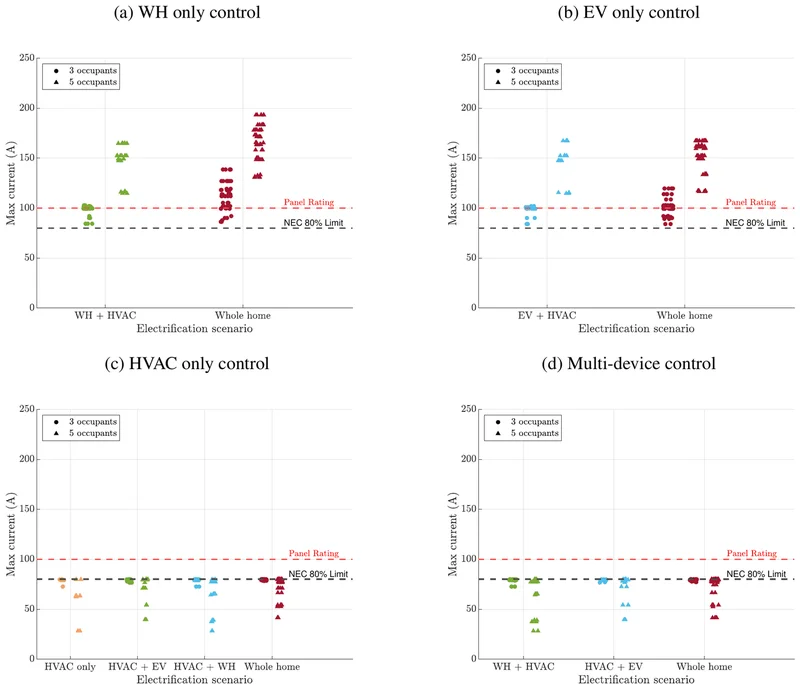 (a) WH only control
250
200
150
100
50
0
Max current (A)
3 occupants
5 occupants
Panel Rating
NEC 80% Limit
WH + HVAC
Whole home
Electrification scenario
(b) EV only control
250
200
150
100
50
0
Max current (A)
3 occupants
5 occupants
Panel Rating
NEC 80% Limit
EV + HVAC
Whole home
Electrification scenario
(c) HVAC only control
250
200
150
100
50
0
Max current (A)
3 occupants
5 occupants
Panel Rating
NEC 80% Limit
HVAC only
HVAC + EV
HVAC + WH
Whole home
Electrification scenario
(d) Multi-device control
250
200
150
100
50
0
Max current (A)
3 occupants
5 occupants
Panel Rating
NEC 80% Limit
WH + HVAC
HVAC + EV
Whole home
Electrification scenario